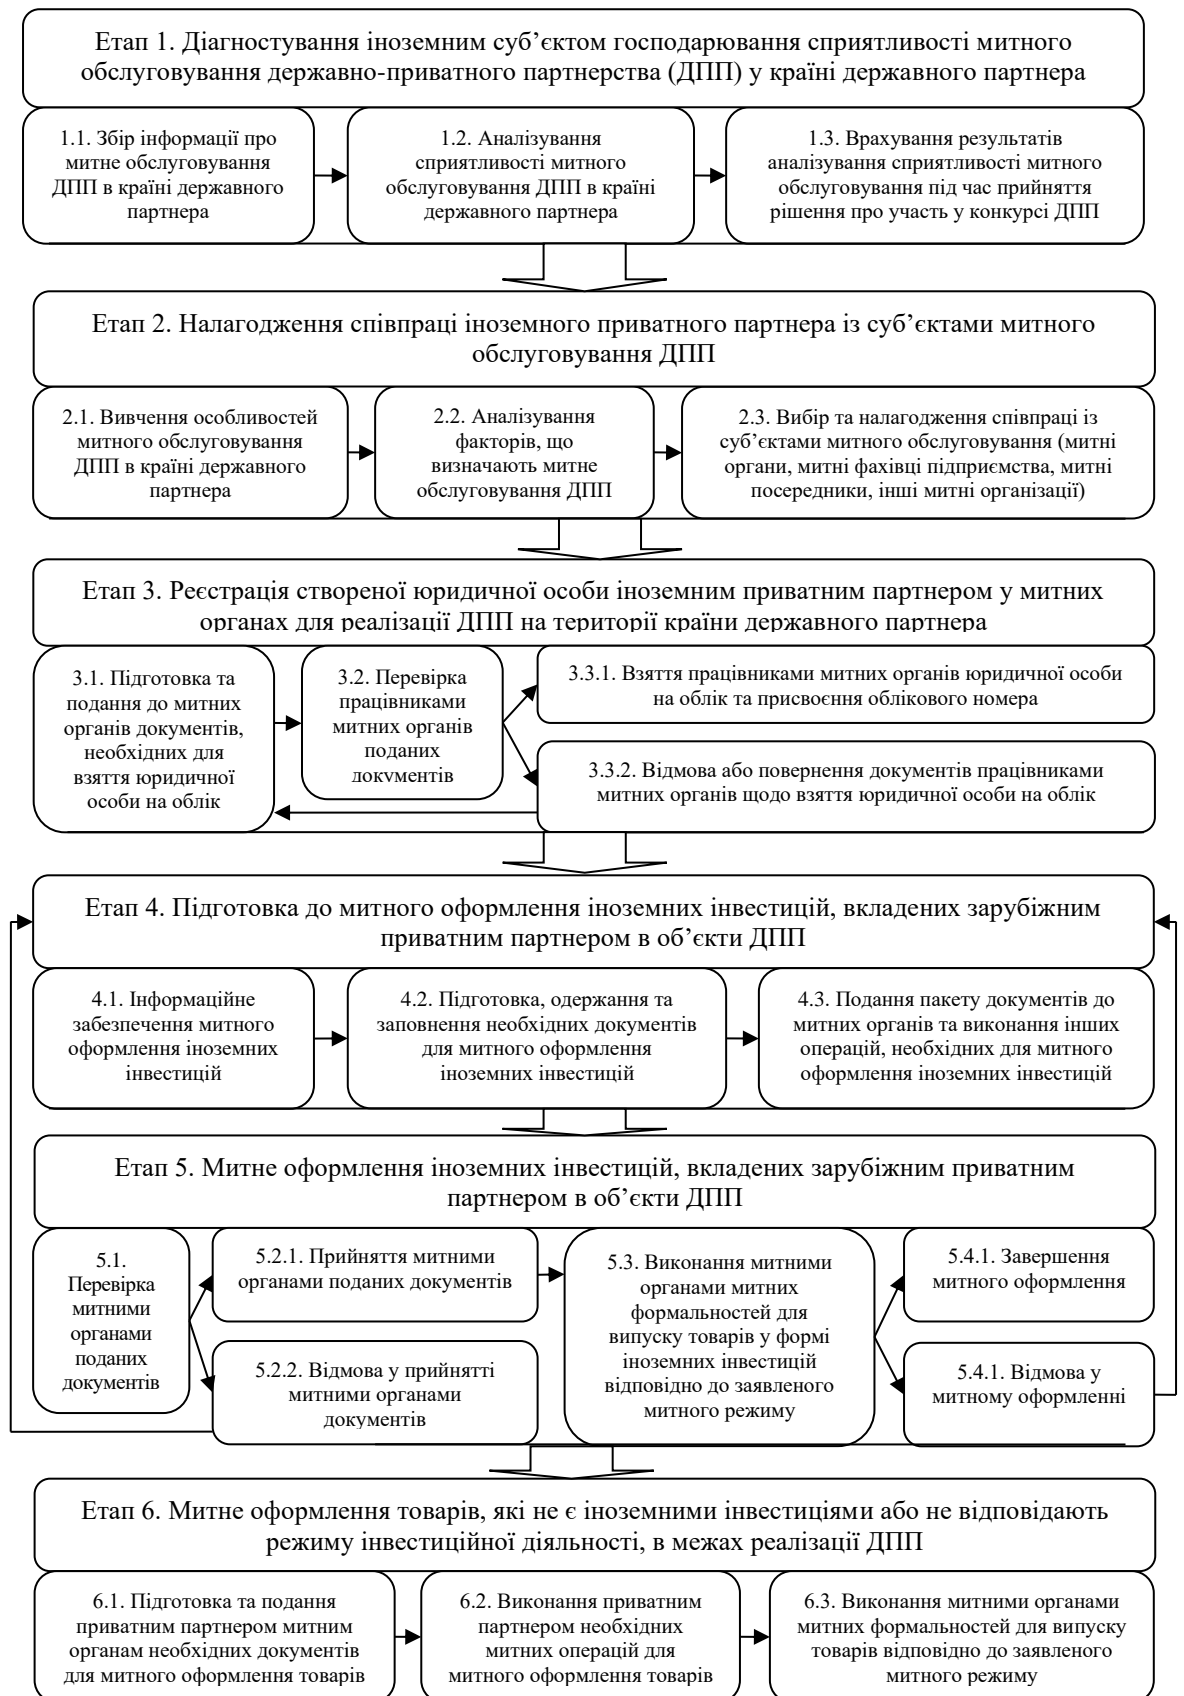 Етап 1. Діагностування іноземним суб’єктом господарювання сприятливості митного
обслуговування державно-приватного партнерства (ДПП) у країні державного партнера
1.1. Збір інформації про
митне обслуговування
ДПП в країні державного
партнера
1.2. Аналізування
сприятливості митного
обслуговування ДПП в країні
державного партнера
1.3. Врахування результатів
аналізування сприятливості митного
обслуговування під час прийняття
рішення про участь у конкурсі ДПП
Етап 2. Налагодження співпраці іноземного приватного партнера із суб’єктами митного
обслуговування ДПП
2.1. Вивчення особливостей
митного обслуговування
ДПП в країні державного
партнера
2.2. Аналізування
факторів, що
визначають митне
обслуговування ДПП
2.3. Вибір та налагодження співпраці із
суб’єктами митного обслуговування (митні
органи, митні фахівці підприємства, митні
посередники, інші митні організації)
Етап 3. Реєстрація створеної юридичної особи іноземним приватним партнером у митних
органах для реалізації ДПП на території країни державного партнера
3.1. Підготовка та
подання до митних
органів документів,
необхідних для
взяття юридичної
особи на облік
3.2. Перевірка
працівниками
митних органів
поданих
документів
3.3.1. Взяття працівниками митних органів юридичної особи
на облік та присвоєння облікового номера
3.3.2. Відмова або повернення документів працівниками
митних органів щодо взяття юридичної особи на облік
Етап 4. Підготовка до митного оформлення іноземних інвестицій, вкладених зарубіжним
приватним партнером в об’єкти ДПП
4.1. Інформаційне
забезпечення митного
оформлення іноземних
інвестицій
4.2. Підготовка, одержання та
заповнення необхідних документів
для митного оформлення
іноземних інвестицій
4.3. Подання пакету документів до
митних органів та виконання інших
операцій, необхідних для митного
оформлення іноземних інвестицій
Етап 5. Митне оформлення іноземних інвестицій, вкладених зарубіжним приватним
партнером в об’єкти ДПП
5.1.
Перевірка
митними
органами
поданих
документів
5.2.1. Прийняття митними
органами поданих документів
5.2.2. Відмова у прийнятті
митними органами
документів
5.3. Виконання митними
органами митних
формальностей для
випуску товарів у формі
іноземних інвестицій
відповідно до заявленого
митного режиму
5.4.1. Завершення
митного оформлення
5.4.1. Відмова у
митному оформленні
Етап 6. Митне оформлення товарів, які не є іноземними інвестиціями або не відповідають
режиму інвестиційної діяльності, в межах реалізації ДПП
6.1. Підготовка та подання
приватним партнером митним
органам необхідних документів
для митного оформлення товарів
6.2. Виконання приватним
партнером необхідних
митних операцій для
митного оформлення товарів
6.3. Виконання митними органами
митних формальностей для випуску
товарів відповідно до заявленого
митного режиму